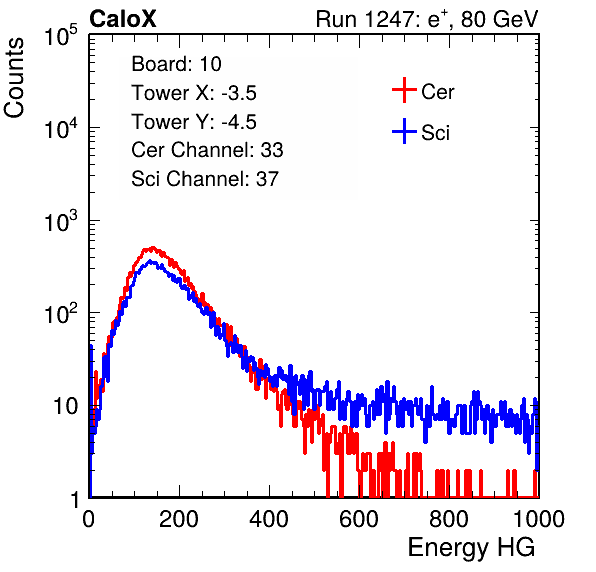 CaloX Run 1247: e⁺, 80 GeV
Counts
10⁵
10⁴
10³
10²
10
1
Board: 10
Tower X: -3.5
Tower Y: -4.5
Cer Channel: 33
Sci Channel: 37
Cer
Sci
0 200 400 600 800 1000
Energy HG